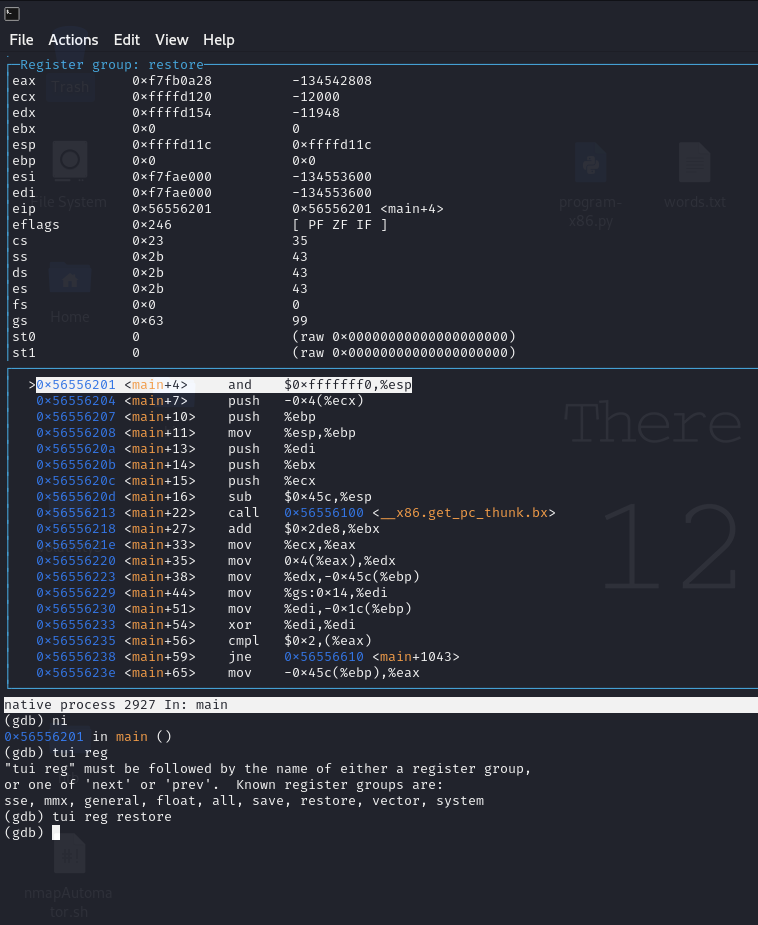 File Actions Edit View Help
Register group: restore
eax 0×f7fb0a28 -134542808
ecx 0×ffffd120 -12000
edx 0×ffffd154 -11948
ebx 0×0 0
esp 0×ffffd11c 0×ffffd11c
ebp 0×0 0×0
esi 0×f7fae000 -134553600
edi 0×f7fae000 -134553600
eip 0×56556201 0×56556201 <main+4>
eflags 0×246 [ PF ZF IF ]
cs 0×23 35
ss 0×2b 43
ds 0×2b 43
es 0×2b 43
fs 0×0 0
gs 0×63 99
st0 0 (raw 0×00000000000000000000)
st1 0 (raw 0×00000000000000000000)
Trash
File System
Home
program-x86.py
words.txt
>0×56556201 <main+4> and $0×fffffff0,%esp
0×56556204 <main+7> push -0×4(%ecx)
0×56556207 <main+10> push %ebp
0×56556208 <main+11> mov %esp,%ebp
0×5655620a <main+13> push %edi
0×5655620b <main+14> push %ebx
0×5655620c <main+15> push %ecx
0×5655620d <main+16> sub $0×45c,%esp
0×56556213 <main+22> call 0×56556100 <__x86.get_pc_thunk.bx>
0×56556218 <main+27> add $0×2de8,%ebx
0×5655621e <main+33> mov %ecx,%eax
0×56556220 <main+35> mov 0×4(%eax),%edx
0×56556223 <main+38> mov %edx,-0×45c(%ebp)
0×56556229 <main+44> mov %gs:0×14,%edi
0×56556230 <main+51> mov %edi,-0×1c(%ebp)
0×56556233 <main+54> xor %edi,%edi
0×56556235 <main+56> cmpl $0×2,(%eax)
0×56556238 <main+59> jne 0×56556610 <main+1043>
0×5655623e <main+65> mov -0×45c(%ebp),%eax
There
12
native process 2927 In: main
(gdb) ni
0×56556201 in main ()
(gdb) tui reg
"tui reg" must be followed by the name of either a register group,
or one of 'next' or 'prev'.  Known register groups are:
sse, mmx, general, float, all, save, restore, vector, system
(gdb) tui reg restore
(gdb)
nmapAutoma
tor.sh